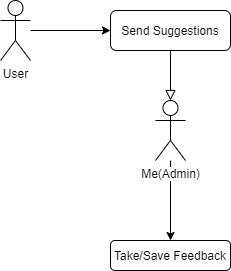 Send Suggestions
User
Me(Admin)
Take/Save Feedback